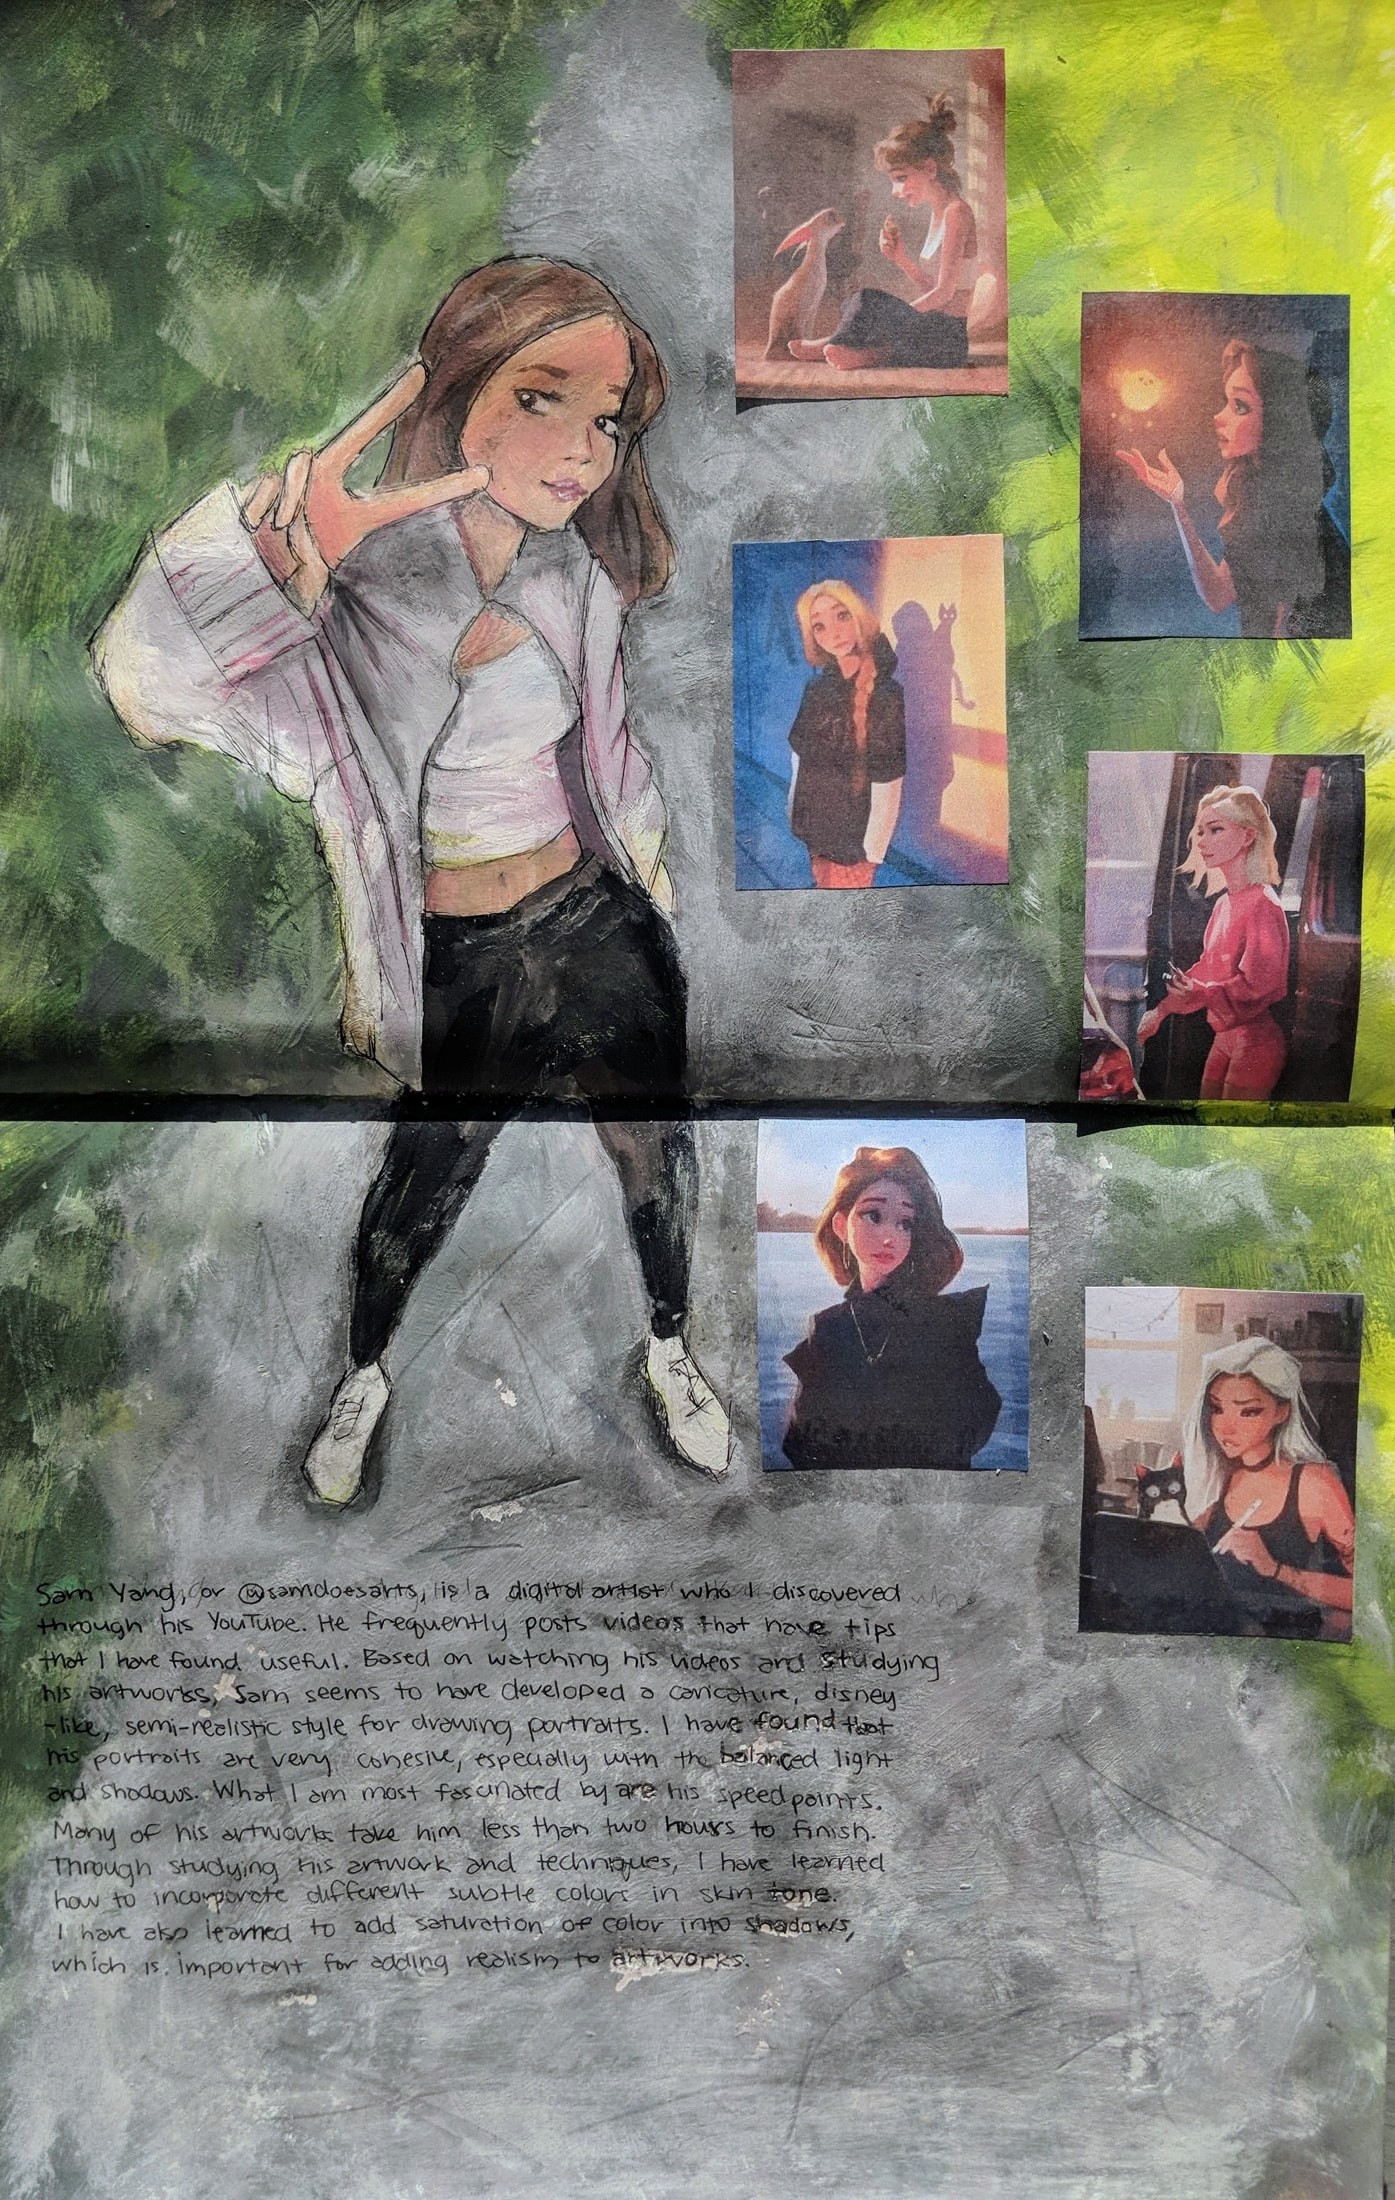 Sam Yang, or @samdoesarts, is a digital artist who I discovered
through his YouTube. He frequently posts videos that have tips
that I have found useful. Based on watching his videos and studying
his artworks, Sam seems to have developed a caricature, disney
-like, semi-realistic style for drawing portraits. I have found that
his portraits are very cohesive, especially with the balanced light
and shadows. What I am most fascinated by are his speedpaints.
Many of his artworks take him less than two hours to finish.
Through studying his artwork and techniques, I have learned
how to incorporate different subtle colors in skin tone.
I have also learned to add saturation of color into shadows,
which is important for adding realism to artworks.